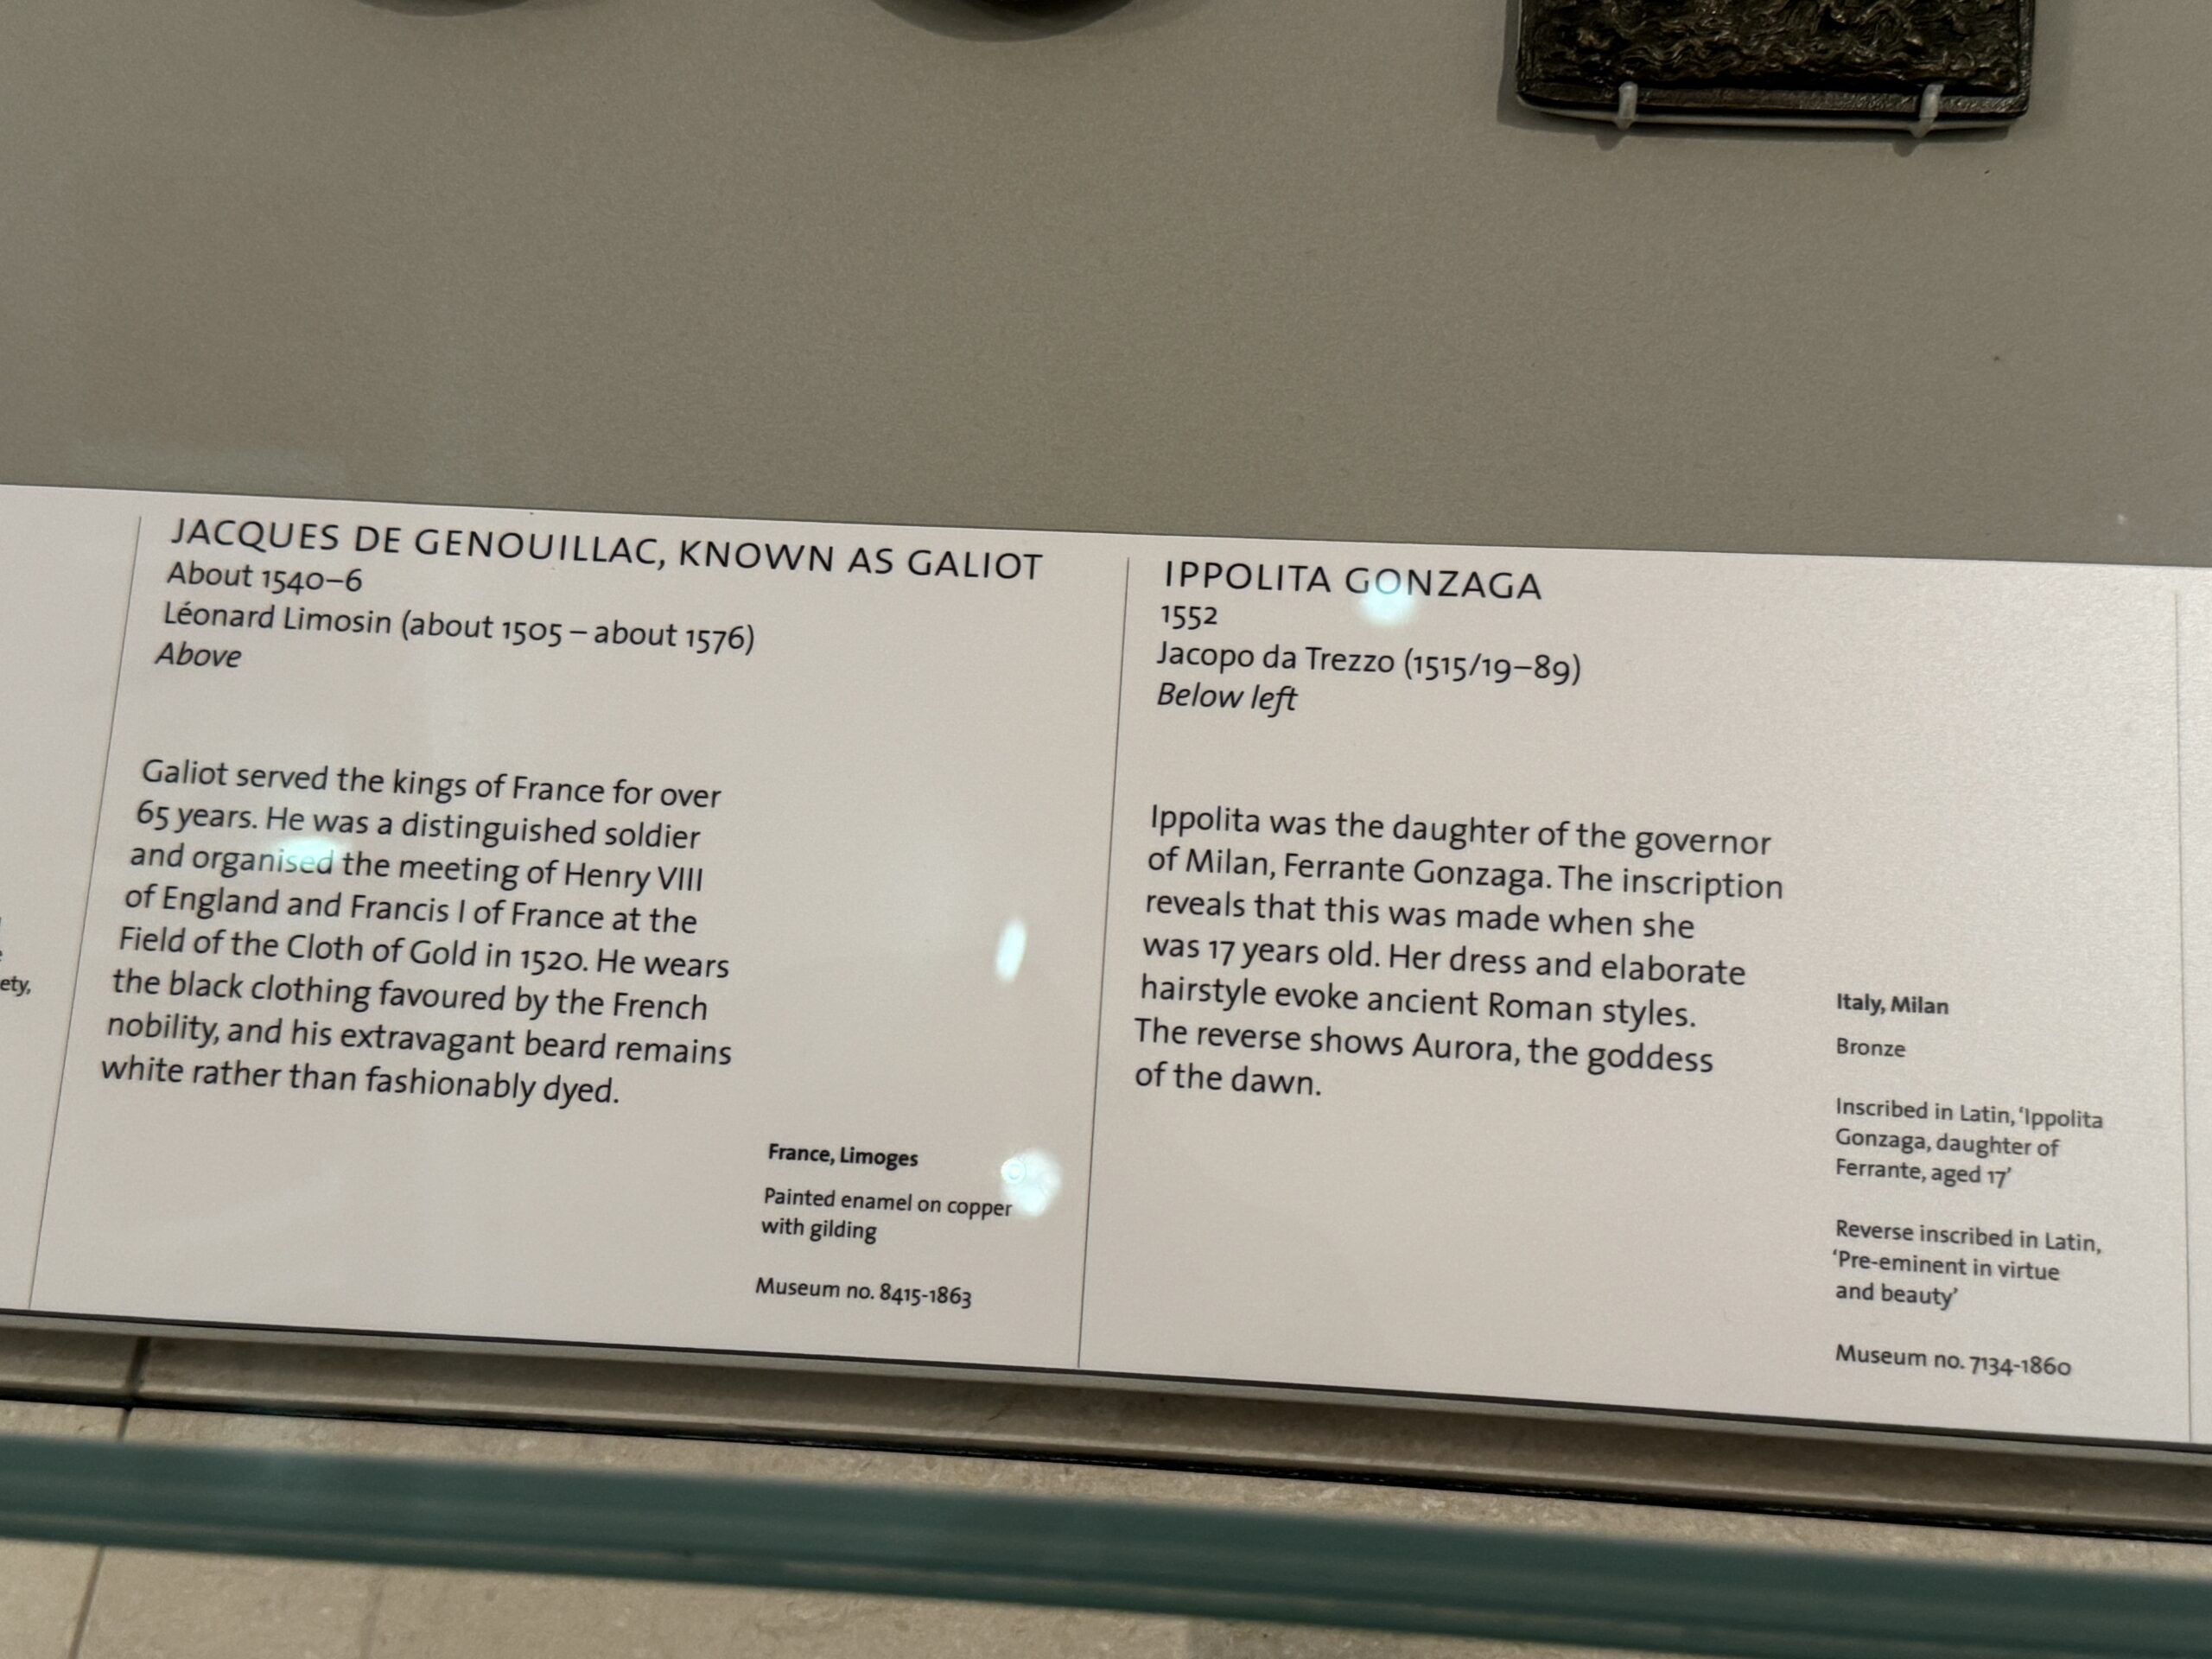 ety,
JACQUES DE GENOUILLAC, KNOWN AS GALIOT
About 1540–6
Léonard Limosin (about 1505 – about 1576)
Above
Galiot served the kings of France for over
65 years. He was a distinguished soldier
and organised the meeting of Henry VIII
of England and Francis I of France at the
Field of the Cloth of Gold in 1520. He wears
the black clothing favoured by the French
nobility, and his extravagant beard remains
white rather than fashionably dyed.
France, Limoges
Painted enamel on copper
with gilding
Museum no. 8415-1863
IPPOLITA GONZAGA
1552
Jacopo da Trezzo (1515/19–89)
Below left
Ippolita was the daughter of the governor
of Milan, Ferrante Gonzaga. The inscription
reveals that this was made when she
was 17 years old. Her dress and elaborate
hairstyle evoke ancient Roman styles.
The reverse shows Aurora, the goddess
of the dawn.
Italy, Milan
Bronze
Inscribed in Latin, ‘Ippolita
Gonzaga, daughter of
Ferrante, aged 17’
Reverse inscribed in Latin,
‘Pre-eminent in virtue
and beauty’
Museum no. 7134-1860